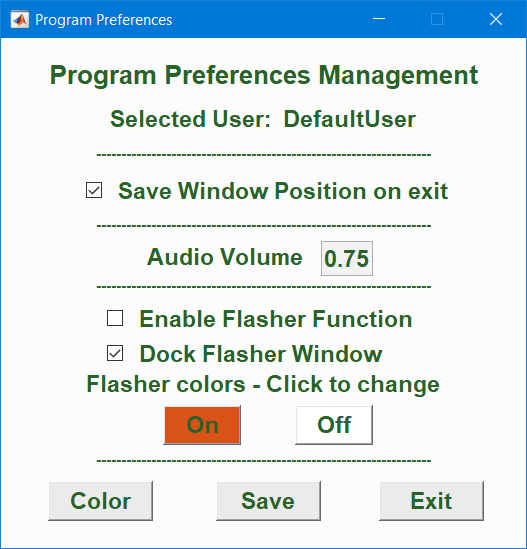 Program Preferences
Program Preferences Management
Selected User: DefaultUser
Save Window Position on exit
Audio Volume 0.75
Enable Flasher Function
Dock Flasher Window
Flasher colors - Click to change
On Off
Color Save Exit